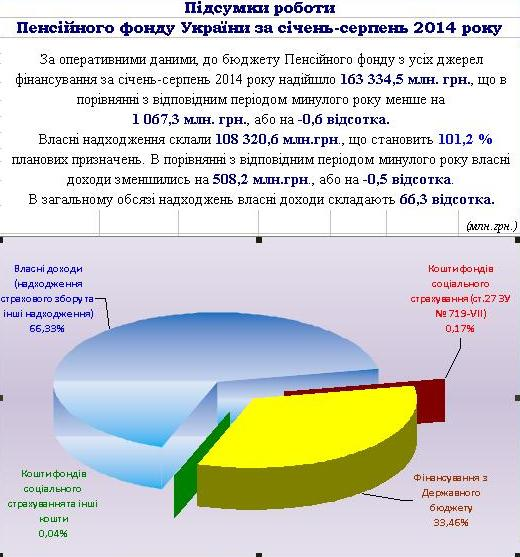 Підсумки роботи
Пенсійного фонду України за січень-серпень 2014 року
За оперативними даними, до бюджету Пенсійного фонду з усіх джерел
фінансування за січень-серпень 2014 року надійшло 163 334,5 млн. грн., що в
порівнянні з відповідним періодом минулого року менше на
1 067,3 млн. грн., або на -0,6 відсотка.
Власні надходження склали 108 320,6 млн.грн., що становить 101,2 %
планових призначень. В порівнянні з відповідним періодом минулого року власні
доходи зменшились на 508,2 млн.грн., або на -0,5 відсотка.
В загальному обсязі надходжень власні доходи складають 66,3 відсотка.
(млн.грн.)
Власні доходи
(надходження
страхового збору та
інші надходження)
66,33%
Кошти фондів
соціального
страхування (ст.27 ЗУ
№ 719-VII)
0,17%
Кошти фондів
соціального
страхування та інші
кошти
0,04%
Фінансування з
Державного
бюджету
33,46%